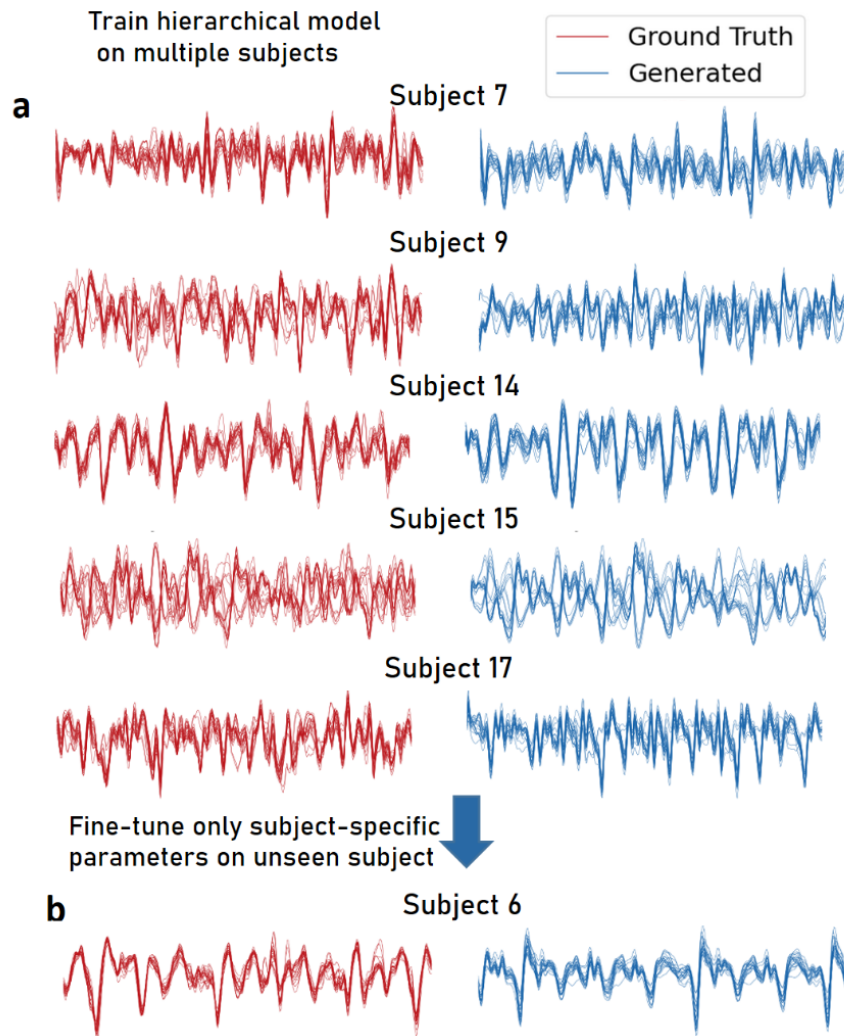 Train hierarchical model
on multiple subjects
Ground Truth
Generated
a
Subject 7
Subject 9
Subject 14
Subject 15
Subject 17
Fine-tune only subject-specific
parameters on unseen subject
b
Subject 6